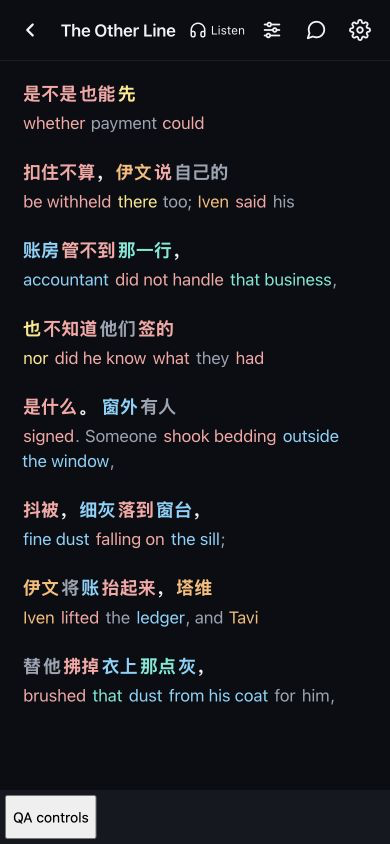 The Other Line Listen
是不是也能先
whether payment could
扣住不算，伊文说自己的
be withheld there too; Iven said his
账房管不到那一行，
accountant did not handle that business,
也不知道他们签的
nor did he know what they had
是什么。窗外有人
signed. Someone shook bedding outside
the window,
抖被，细灰落到窗台，
fine dust falling on the sill;
伊文将账抬起来，塔维
Iven lifted the ledger, and Tavi
替他拂掉衣上那点灰，
brushed that dust from his coat for him,
QA controls